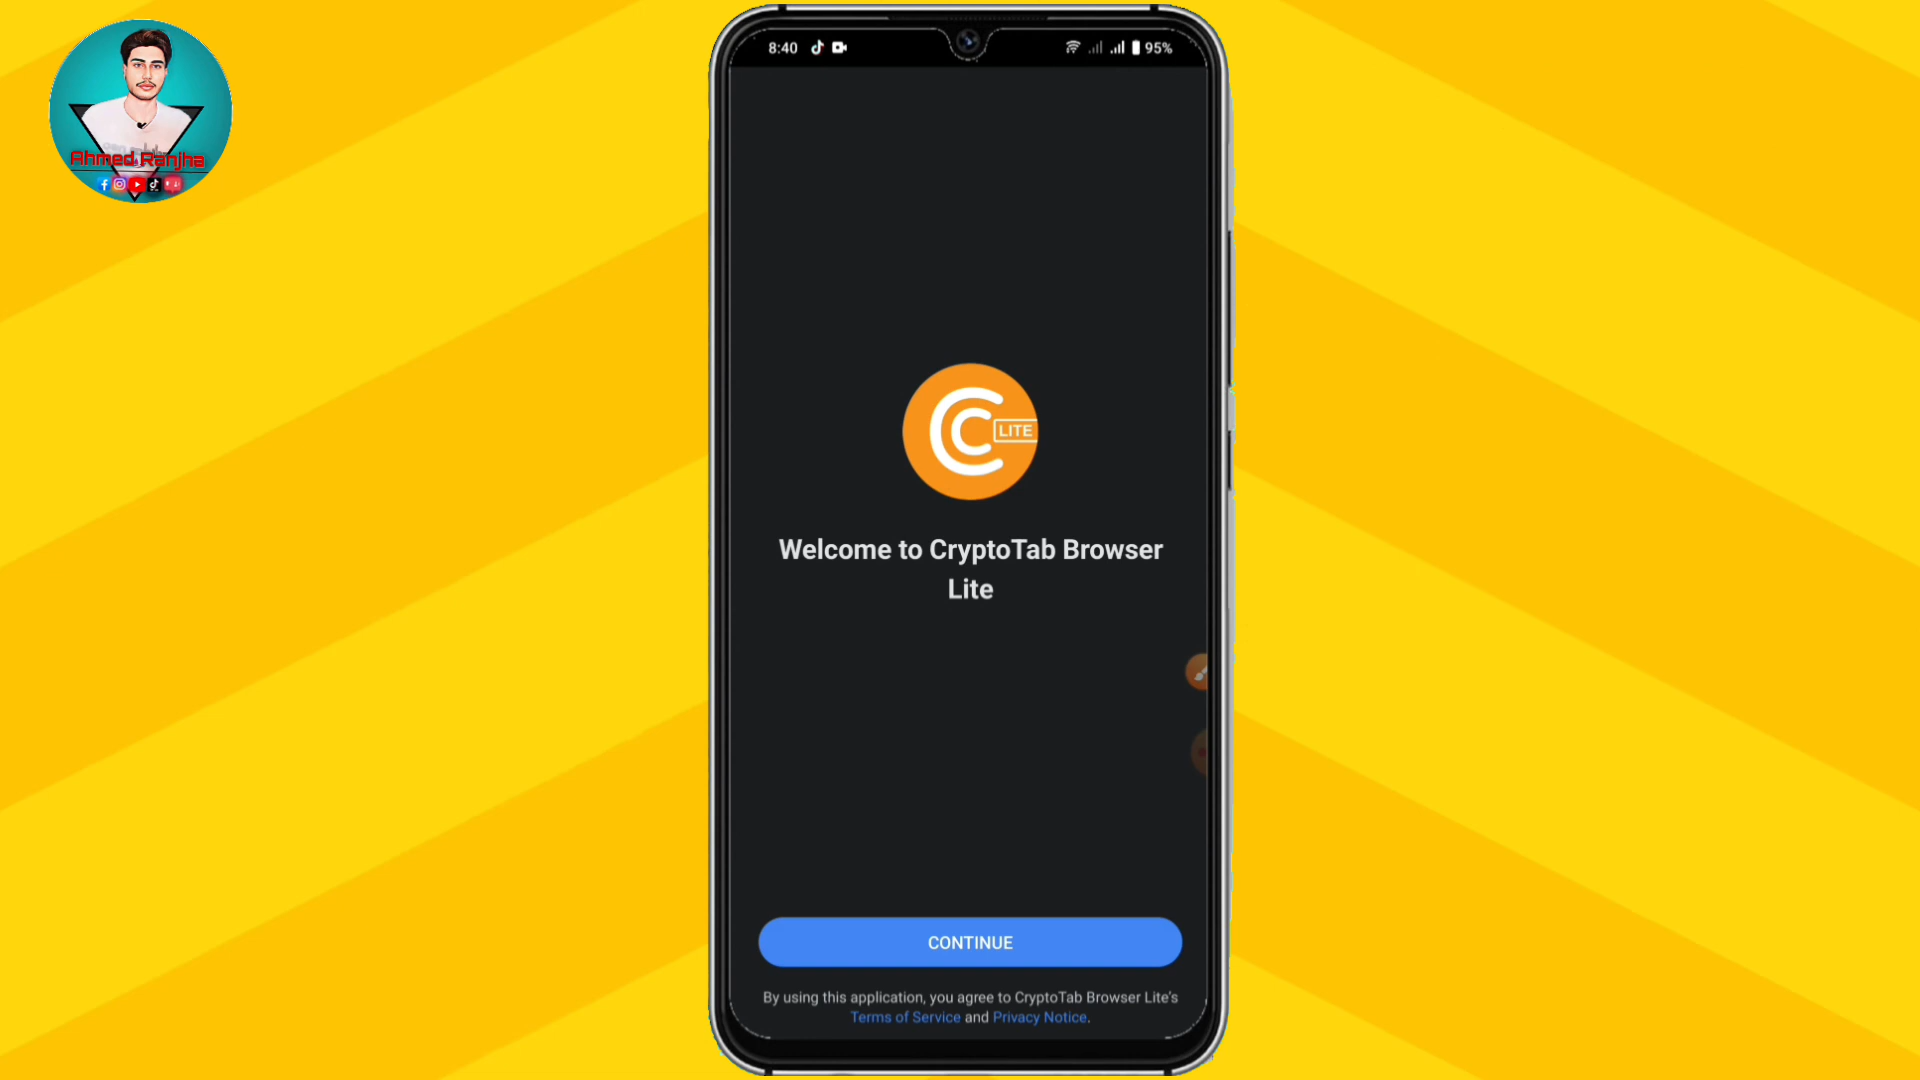 Ahmed Ranjha
8:40
95%
LITE
Welcome to CryptoTab Browser
Lite
CONTINUE
By using this application, you agree to CryptoTab Browser Lite's
Terms of Service and Privacy Notice.